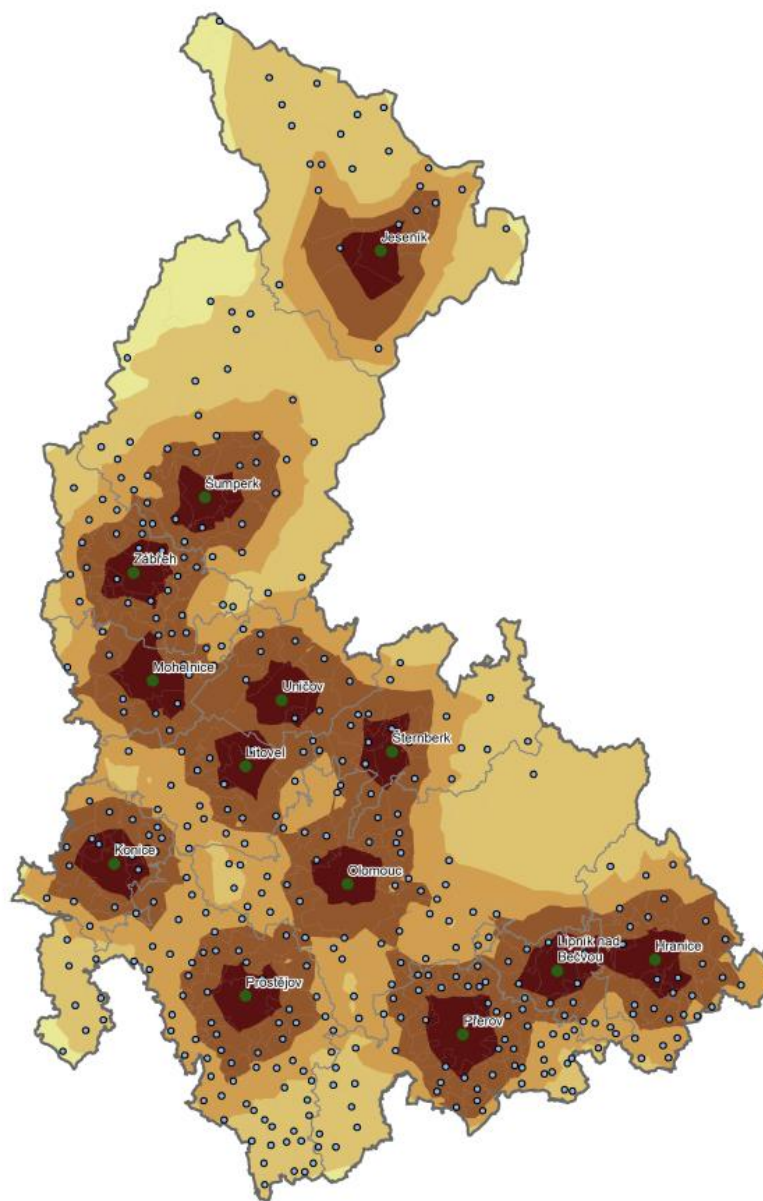 Jeseník
Šumperk
Zábřeh
Mohelnice
Uničov
Šternberk
Litovel
Konice
Olomouc
Lipník nad
Bečvou
Hranice
Prostějov
Přerov